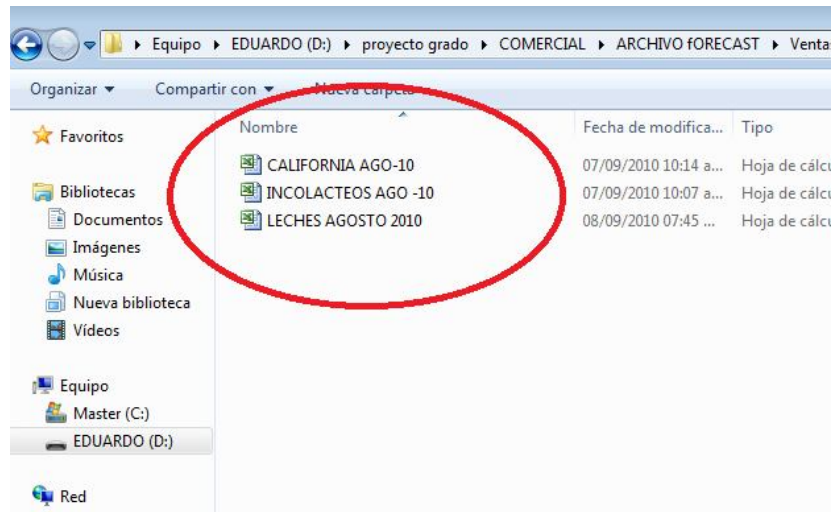 Equipo ▸ EDUARDO (D:) ▸ proyecto grado ▸ COMERCIAL ▸ ARCHIVO fORECAST ▸ Venta
Organizar Compartir con Nueva carpeta
Nombre Fecha de modifica... Tipo
CALIFORNIA AGO-10 07/09/2010 10:14 a... Hoja de cálcu
INCOLACTEOS AGO -10 07/09/2010 10:07 a... Hoja de cálcu
LECHES AGOSTO 2010 08/09/2010 07:45 ... Hoja de cálcu
Favoritos
Bibliotecas
Documentos
Imágenes
Música
Nueva biblioteca
Vídeos
Equipo
Master (C:)
EDUARDO (D:)
Red